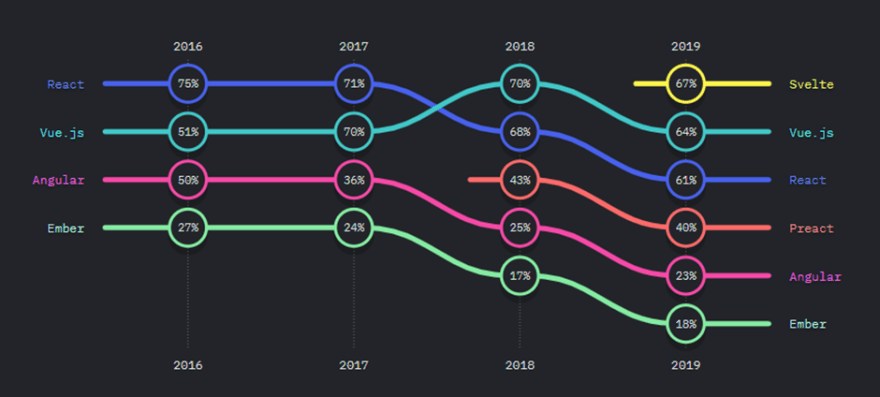 2016 2017 2018 2019
React 75% 71% 70% 67% Svelte
Vue.js 51% 70% 68% 64% Vue.js
Angular 50% 36% 43% 61% React
Ember 27% 24% 25% 40% Preact
17% 23% Angular
18% Ember
2016 2017 2018 2019